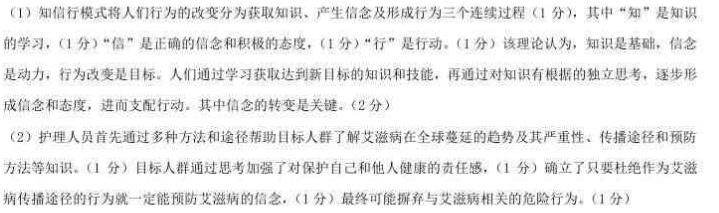 （1）知信行模式将人们行为的改变分为获取知识、产生信念及形成行为三个连续过程（1 分），其中“知”是知识
的学习，（1 分）“信”是正确的信念和积极的态度，（1 分）“行”是行动。（1 分）该理论认为，知识是基础，信念
是动力，行为改变是目标。人们通过学习获取达到新目标的知识和技能，再通过对知识有根据的独立思考，逐步形
成信念和态度，进而支配行动。其中信念的转变是关键。（2 分）
（2）护理人员首先通过多种方法和途径帮助目标人群了解艾滋病在全球蔓延的趋势及其严重性、传播途径和预防
方法等知识。（1 分）目标人群通过思考加强了对保护自己和他人健康的责任感，（1 分）确立了只要杜绝作为艾滋
病传播途径的行为就一定能预防艾滋病的信念，（1 分）最终可能摒弃与艾滋病相关的危险行为。（1 分）